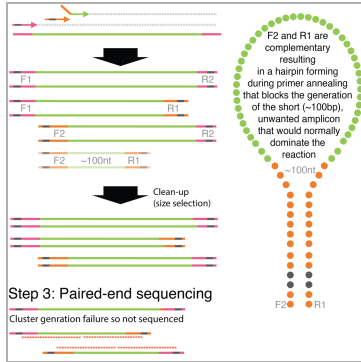 F1 R2
F1 R1
F2 R2
F2 ~100nt R1
Clean-up
(size selection)
Step 3: Paired-end sequencing
Cluster genration failure so not sequenced
F2 and R1 are
complementary
resulting
in a hairpin forming
during primer annealing
that blocks the generation
of the short (~100bp),
unwanted amplicon
that would normally
dominate the
reaction
~100nt
F2 R1